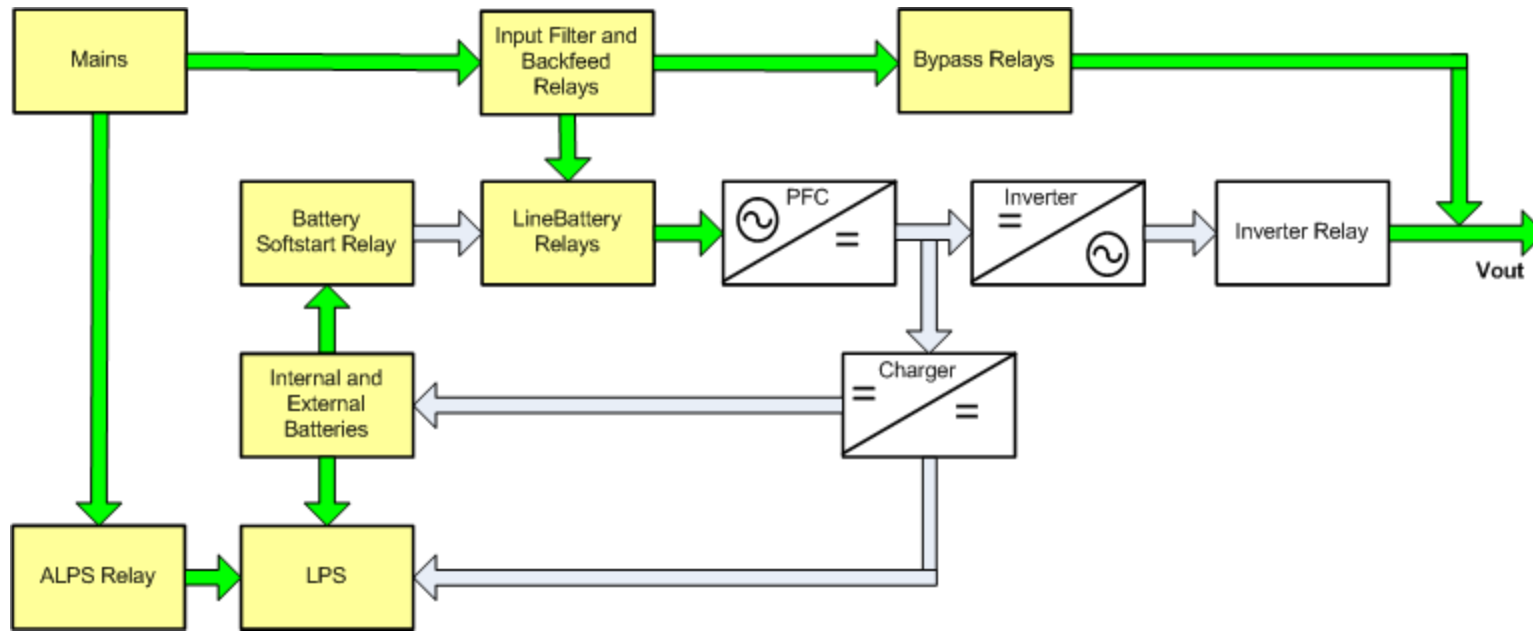 Mains
Input Filter and
Backfeed
Relays
Bypass Relays
Battery
Softstart Relay
LineBattery
Relays
PFC
=
Inverter
=
Inverter Relay
Vout
Internal and
External
Batteries
Charger
=
=
ALPS Relay
LPS